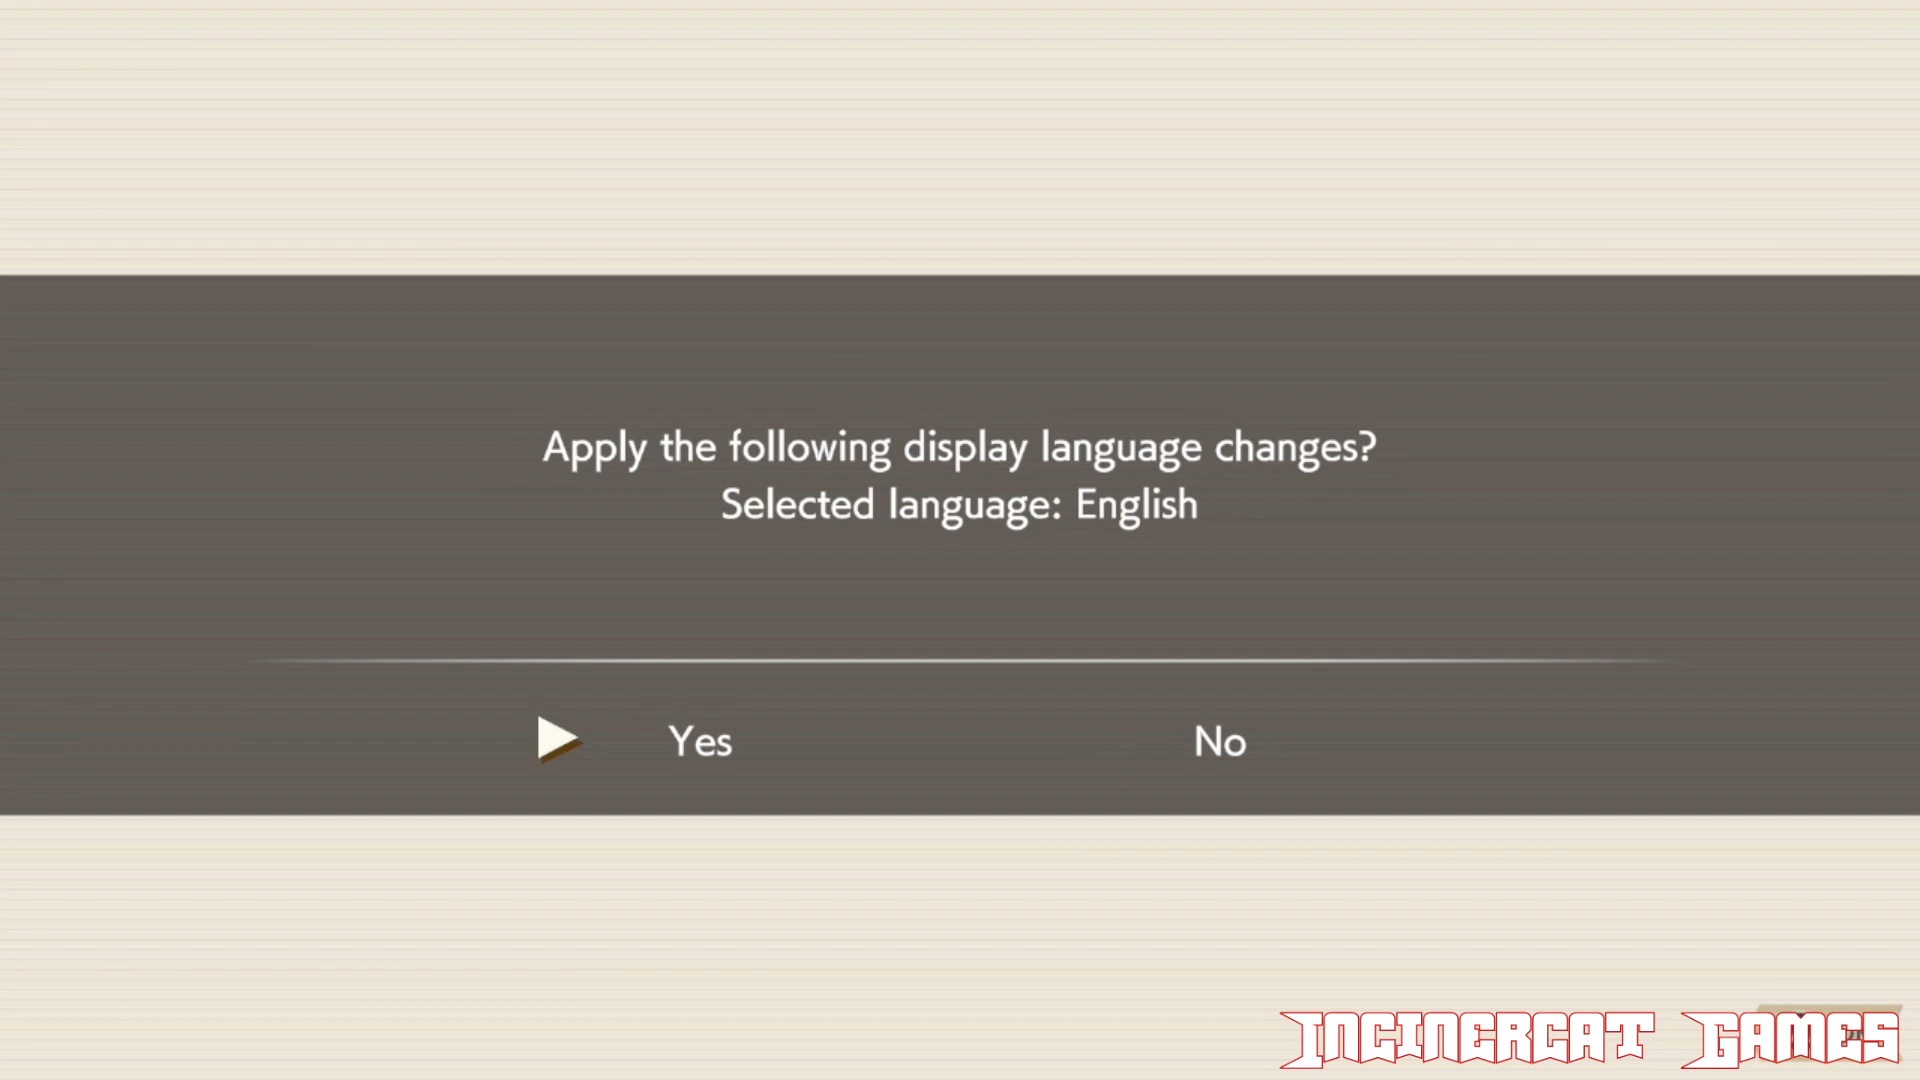 Apply the following display language changes?
Selected language: English
Yes
No
INCINERCAT GAMES